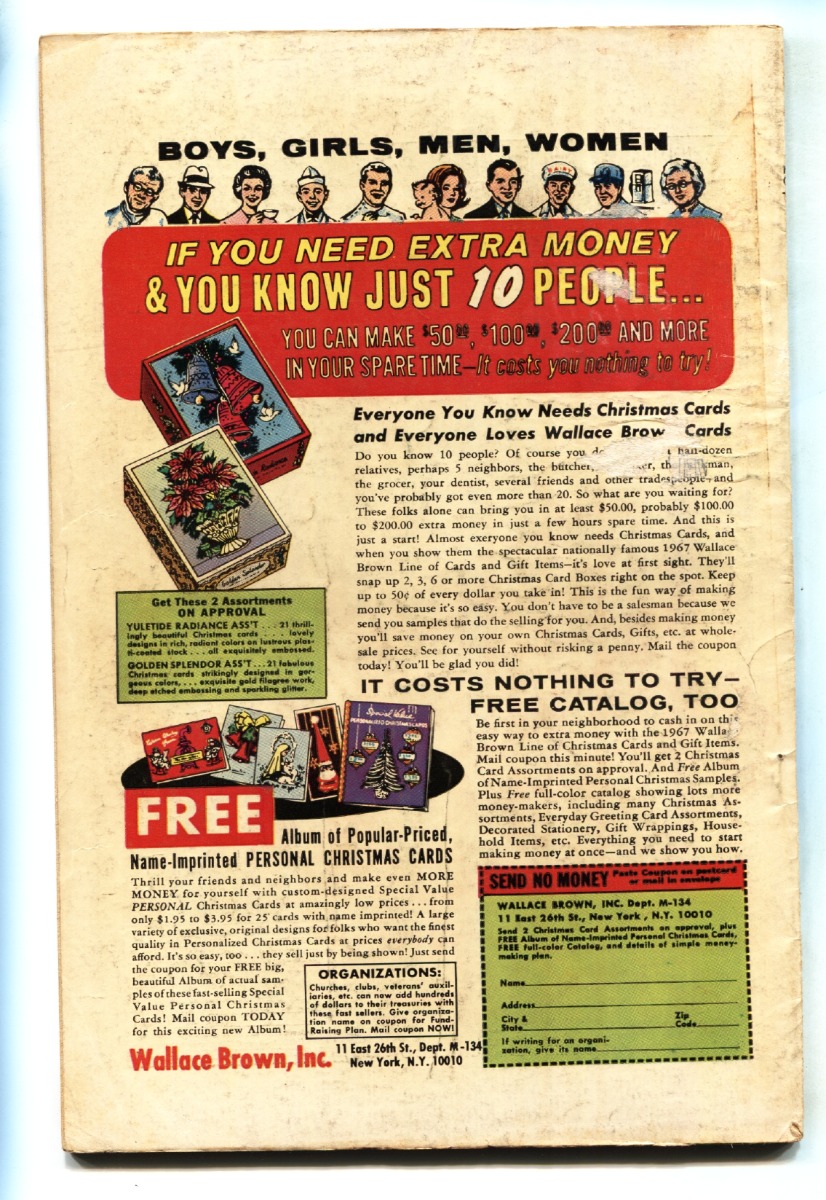 BOYS, GIRLS, MEN, WOMEN
IF YOU NEED EXTRA MONEY
& YOU KNOW JUST 10 PEOPLE...
YOU CAN MAKE $50.00, $100.00, $200.00 AND MORE
IN YOUR SPARE TIME—It costs you nothing to try!
Radiance
Golden Splendor
Everyone You Know Needs Christmas Cards
and Everyone Loves Wallace Brow Cards
Do you know 10 people? Of course you do half-dozen
relatives, perhaps 5 neighbors, the butcher,
the grocer, your dentist, several friends and other tradespeople—and
you've probably got even more than 20. So what are you waiting for?
These folks alone can bring you in at least $50.00, probably $100.00
to $200.00 extra money in just a few hours spare time. And this is
just a start! Almost everyone you know needs Christmas Cards, and
when you show them the spectacular nationally famous 1967 Wallace
Brown Line of Cards and Gift Items—it's love at first sight. They'll
snap up 2, 3, 6 or more Christmas Card Boxes right on the spot. Keep
up to 50¢ of every dollar you take in! This is the fun way of making
money because it's so easy. You don't have to be a salesman because we
send you samples that do the selling for you. And, besides making money
you'll save money on your own Christmas Cards, Gifts, etc. at whole-
sale prices. See for yourself without risking a penny. Mail the coupon
today! You'll be glad you did!
Get These 2 Assortments
ON APPROVAL
YULETIDE RADIANCE ASS'T . . . 21 thrill-
ingly beautiful Christmas cards . . . lovely
designs in rich, radiant colors on lustrous plas-
ti-coated stock . . . all exquisitely embossed.
GOLDEN SPLENDOR ASS'T . . . 21 fabulous
Christmas cards strikingly designed in gor-
geous colors, . . . exquisite gold filagree work,
deep etched embossing and sparkling glitter.
IT COSTS NOTHING TO TRY—
FREE CATALOG, TOO
Be first in your neighborhood to cash in on this
easy way to extra money with the 1967 Walla
Brown Line of Christmas Cards and Gift Items.
Mail coupon this minute! You'll get 2 Christmas
Card Assortments on approval. And Free Album
of Name-Imprinted Personal Christmas Samples.
Plus Free full-color catalog showing lots more
money-makers, including many Christmas As-
sortments, Everyday Greeting Card Assortments,
Decorated Stationery, Gift Wrappings, House-
hold Items, etc. Everything you need to start
making money at once—and we show you how.
Special Value
PERSONALIZED CHRISTMAS CARDS
FREE
Album of Popular-Priced,
Name-Imprinted PERSONAL CHRISTMAS CARDS
Thrill your friends and neighbors and make even MORE
MONEY for yourself with custom-designed Special Value
PERSONAL Christmas Cards at amazingly low prices . . . from
only $1.95 to $3.95 for 25 cards with name imprinted! A large
variety of exclusive, original designs for folks who want the finest
quality in Personalized Christmas Cards at prices everybody can
afford. It's so easy, too . . . they sell just by being shown! Just send
the coupon for your FREE big,
beautiful Album of actual sam-
ples of these fast-selling Special
Value Personal Christmas
Cards! Mail coupon TODAY
for this exciting new Album!
ORGANIZATIONS:
Churches, clubs, veterans' auxil-
iaries, etc. can now add hundreds
of dollars to their treasures with
these fast sellers. Give organiza-
tion name on coupon for Fund-
Raising Plan. Mail coupon NOW!
Wallace Brown, Inc.
11 East 26th St., Dept. M-134
New York, N.Y. 10010
SEND NO MONEY Paste Coupon on postcard
or mail in envelope
WALLACE BROWN, INC. Dept. M-134
11 East 26th St., New York, N.Y. 10010
Send 2 Christmas Card Assortments on approval, plus
FREE Album of Name-Imprinted Personal Christmas Cards,
FREE full-color Catalog, and details of simple money-
making plan.
Name
Address
City &
State
Zip
Code
If writing for an organi-
zation, give its name